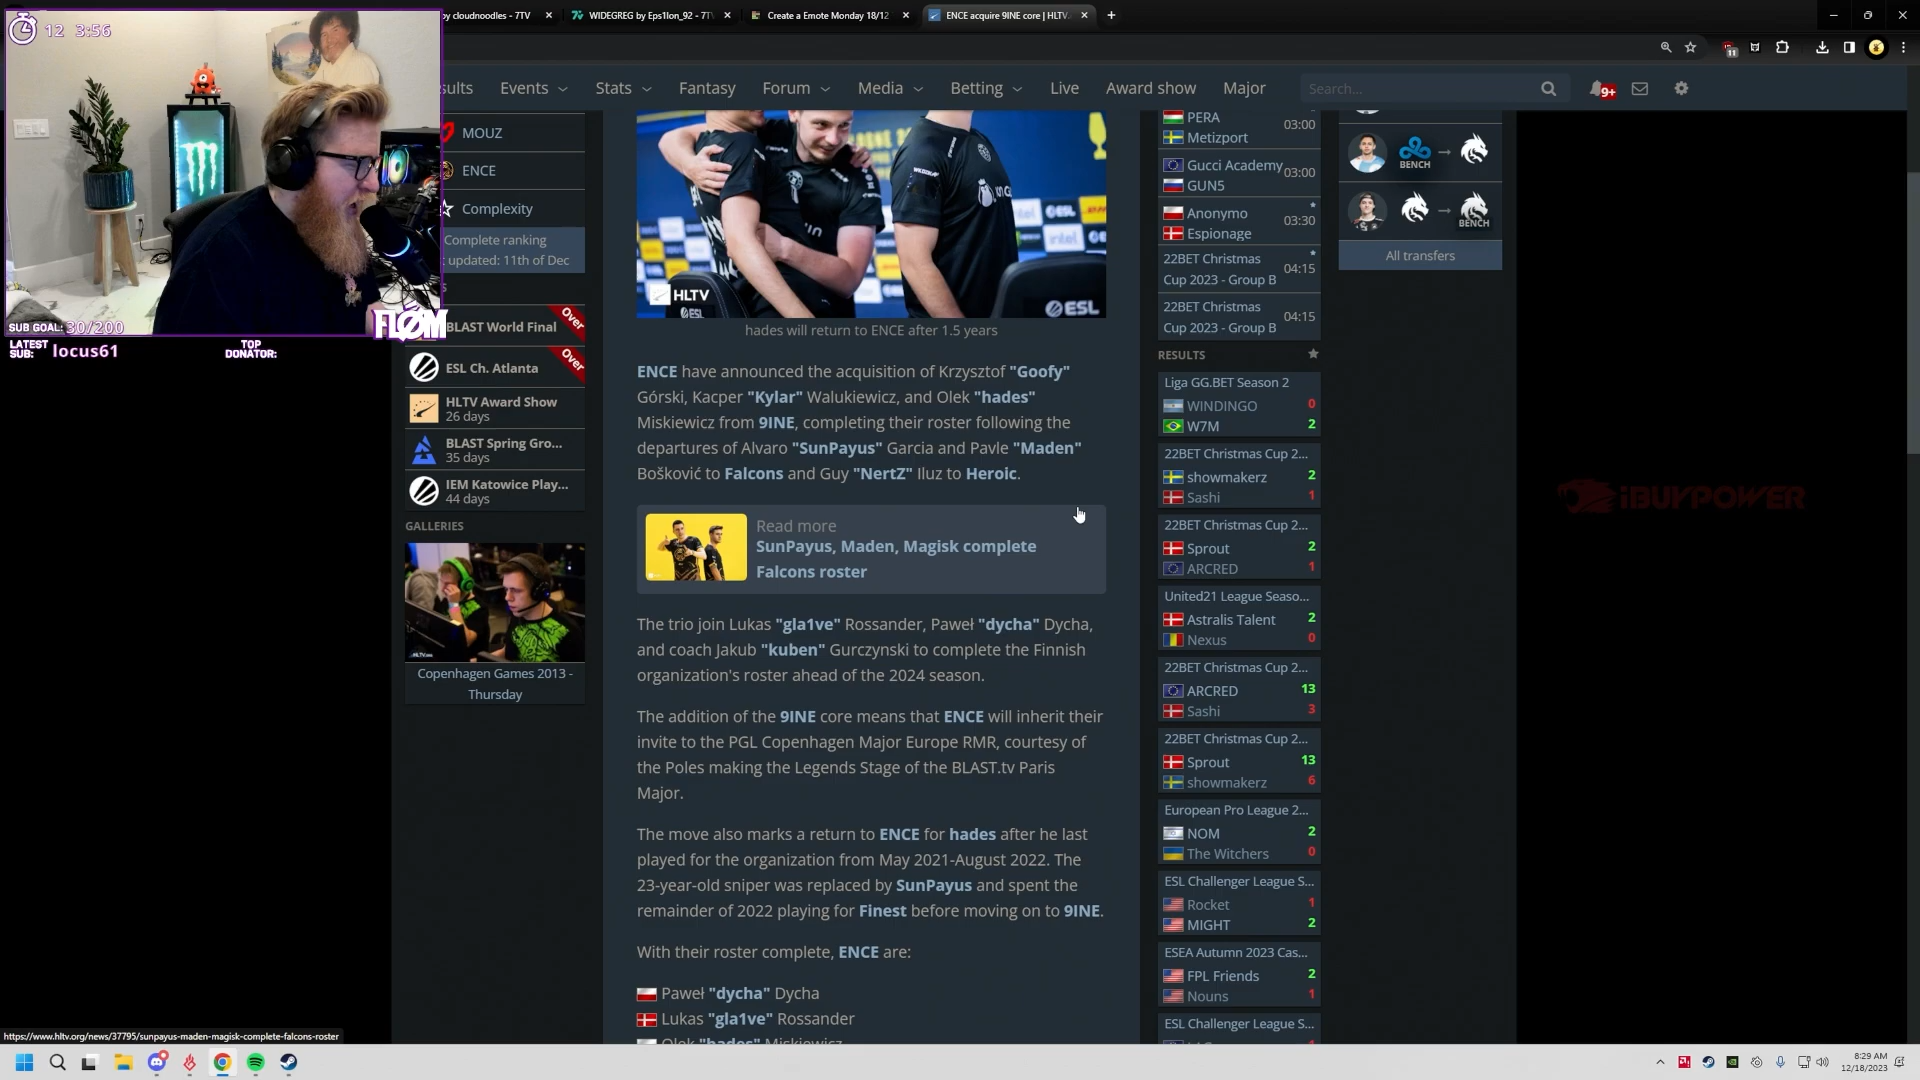 12 3:56
SUB GOAL: 30/200
LATEST SUB: locus61
TOP DONATOR:
FLOM
by cloudnoodles - 7TV
WIDEGREG by Eps1lon_92 - 7T
Create a Emote Monday 18/12
ENCE acquire 9INE core | HLTV.
11
sults
Events
Stats
Fantasy
Forum
Media
Betting
Live
Award show
Major
Search...
9+
MOUZ
ENCE
Complexity
Complete ranking
updated: 11th of Dec
BLAST World Final
Over
ESL Ch. Atlanta
Over
HLTV Award Show
26 days
BLAST Spring Gro...
35 days
IEM Katowice Play...
44 days
GALLERIES
Copenhagen Games 2013 -
Thursday
HLTV
ESL
ESL
intel
hades will return to ENCE after 1.5 years
ENCE have announced the acquisition of Krzysztof "Goofy"
Górski, Kacper "Kylar" Walukiewicz, and Olek "hades"
Miskiewicz from 9INE, completing their roster following the
departures of Alvaro "SunPayus" Garcia and Pavle "Maden"
Bošković to Falcons and Guy "NertZ" Iluz to Heroic.
Read more
SunPayus, Maden, Magisk complete
Falcons roster
The trio join Lukas "gla1ve" Rossander, Paweł "dycha" Dycha,
and coach Jakub "kuben" Gurczynski to complete the Finnish
organization's roster ahead of the 2024 season.
The addition of the 9INE core means that ENCE will inherit their
invite to the PGL Copenhagen Major Europe RMR, courtesy of
the Poles making the Legends Stage of the BLAST.tv Paris
Major.
The move also marks a return to ENCE for hades after he last
played for the organization from May 2021-August 2022. The
23-year-old sniper was replaced by SunPayus and spent the
remainder of 2022 playing for Finest before moving on to 9INE.
With their roster complete, ENCE are:
Paweł "dycha" Dycha
Lukas "gla1ve" Rossander
Olek "hades" Miskiewicz
PERA
Metizport
03:00
Gucci Academy
GUN5
03:00
Anonymo
Espionage
03:30
22BET Christmas
Cup 2023 - Group B
04:15
22BET Christmas
Cup 2023 - Group B
04:15
RESULTS
Liga GG.BET Season 2
WINDINGO 0
W7M 2
22BET Christmas Cup 2...
showmakerz 2
Sashi 1
22BET Christmas Cup 2...
Sprout 2
ARCRED 1
United21 League Seaso...
Astralis Talent 2
Nexus 0
22BET Christmas Cup 2...
ARCRED 13
Sashi 3
22BET Christmas Cup 2...
Sprout 13
showmakerz 6
European Pro League 2...
NOM 2
The Witchers 0
ESL Challenger League S...
Rocket 1
MIGHT 2
ESEA Autumn 2023 Cas...
FPL Friends 2
Nouns 1
ESL Challenger League S...
BENCH
BENCH
All transfers
iBUYPOWER
https://www.hltv.org/news/37795/sunpayus-maden-magisk-complete-falcons-roster
8:29 AM
12/18/2023